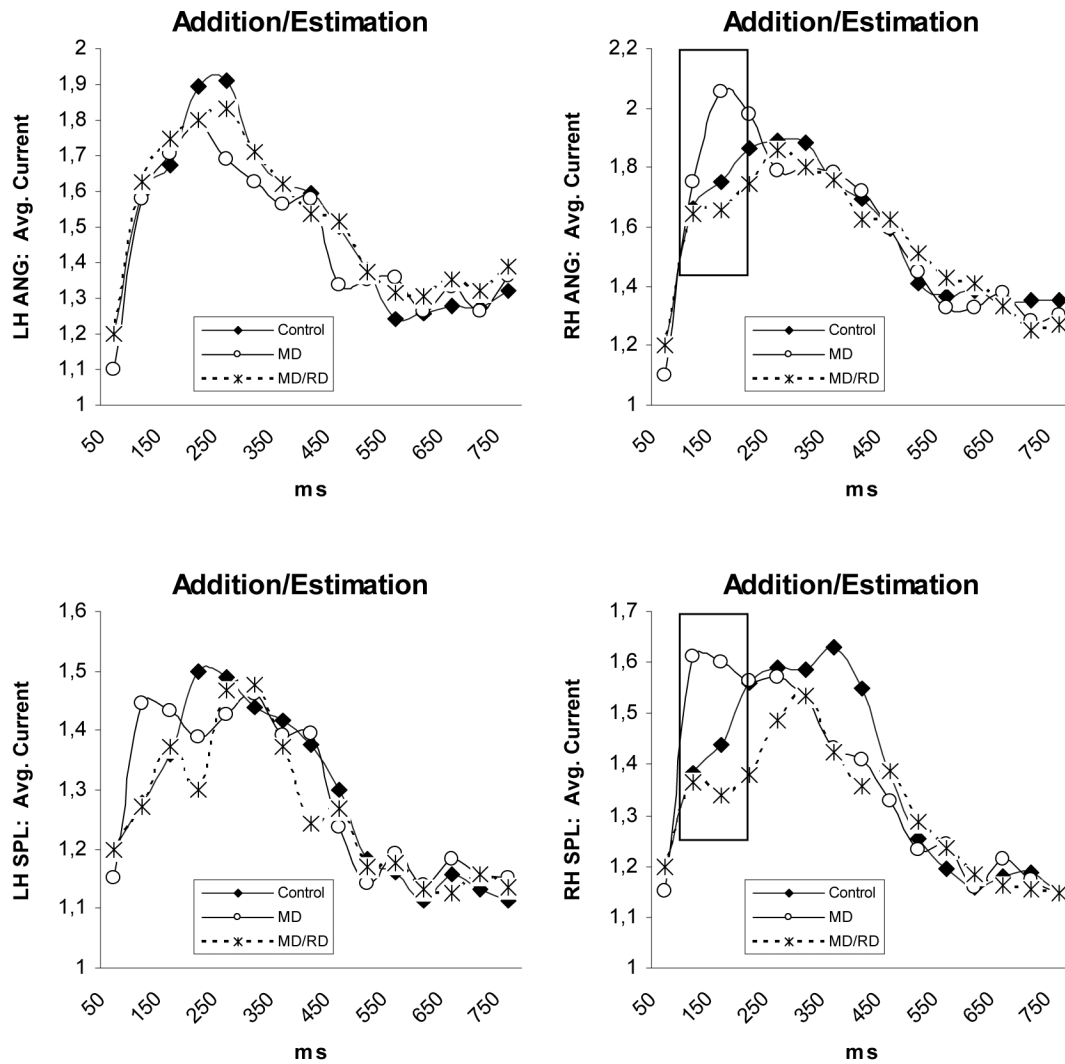 Addition/Estimation
LH ANG: Avg. Current
2
1,9
1,8
1,7
1,6
1,5
1,4
1,3
1,2
1,1
1
Control
MD
MD/RD
50 150 250 350 450 550 650 750
ms
Addition/Estimation
RH ANG: Avg. Current
2,2
2
1,8
1,6
1,4
1,2
1
Control
MD
MD/RD
50 150 250 350 450 550 650 750
ms
Addition/Estimation
LH SPL: Avg. Current
1,6
1,5
1,4
1,3
1,2
1,1
1
Control
MD
MD/RD
50 150 250 350 450 550 650 750
ms
Addition/Estimation
RH SPL: Avg. Current
1,7
1,6
1,5
1,4
1,3
1,2
1,1
1
Control
MD
MD/RD
50 150 250 350 450 550 650 750
ms